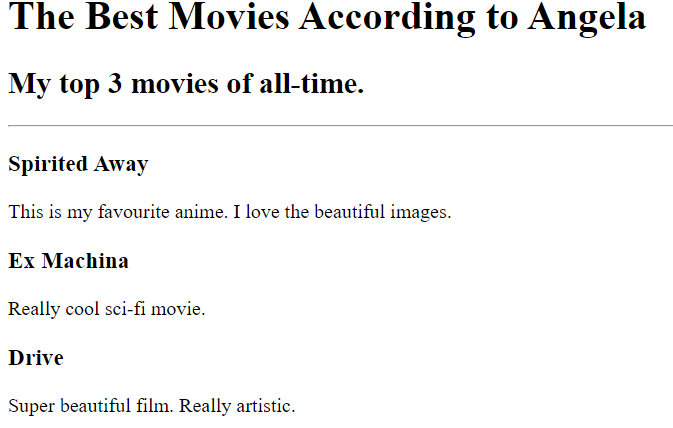 The Best Movies According to Angela
My top 3 movies of all-time.
Spirited Away
This is my favourite anime. I love the beautiful images.
Ex Machina
Really cool sci-fi movie.
Drive
Super beautiful film. Really artistic.